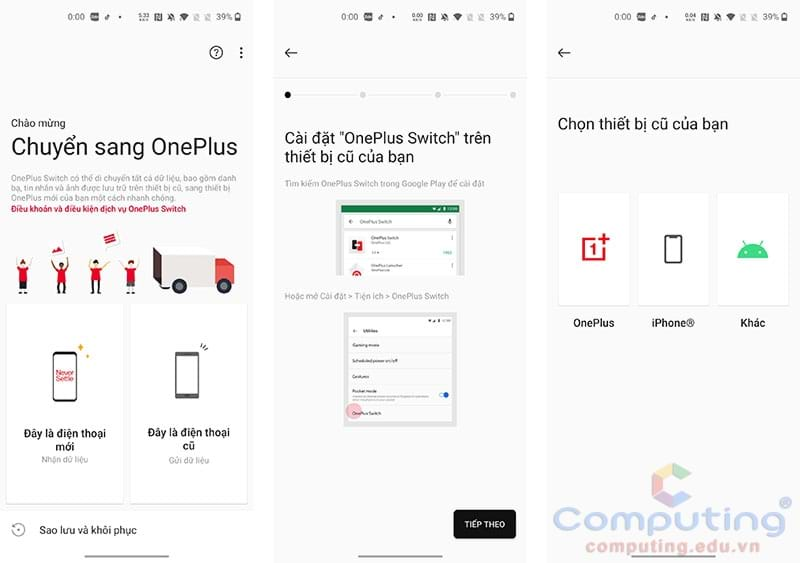 0:00
39%
Chào mừng
Chuyển sang OnePlus
OnePlus Switch có thể di chuyển tất cả dữ liệu, bao gồm danh
bạ, tin nhắn và ảnh được lưu trữ trên thiết bị cũ, sang thiết bị
OnePlus mới của bạn một cách nhanh chóng.
Điều khoản và điều kiện dịch vụ OnePlus Switch
Never
Settle
Đây là điện thoại
mới
Nhận dữ liệu
Đây là điện thoại
cũ
Gửi dữ liệu
Sao lưu và khôi phục
0:00
0.00
39%
Cài đặt "OnePlus Switch" trên
thiết bị cũ của bạn
Tìm kiếm OnePlus Switch trong Google Play để cài đặt
OnePlus Switch
OnePlus Switch
OnePlus Launcher
Hoặc mở Cài đặt > Tiện ích > OnePlus Switch
Utilities
Gaming mode
Scheduled power on/off
Gestures
Pocket mode
OnePlus Switch
TIẾP THEO
0:00
0.04
39%
Chọn thiết bị cũ của bạn
OnePlus
iPhone®
Khác
Computing®
computing.edu.vn